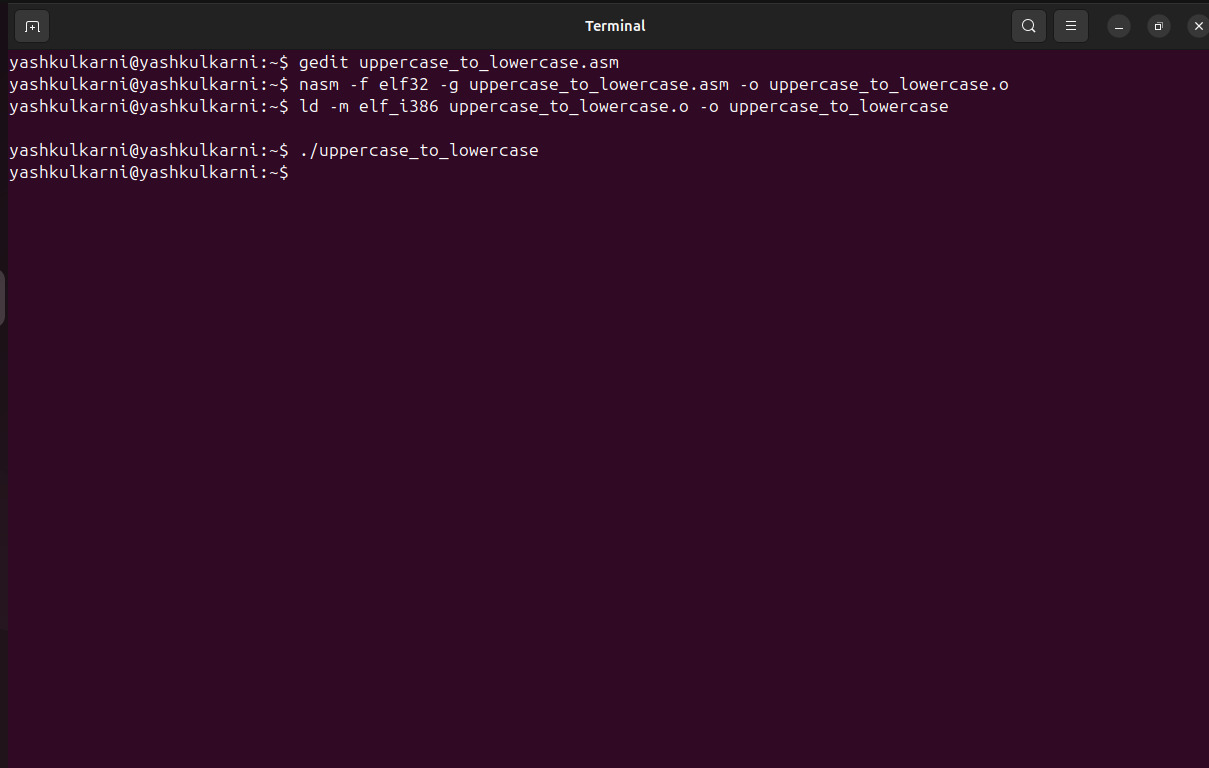 Terminal
yashkulkarni@yashkulkarni:~$ gedit uppercase_to_lowercase.asm
yashkulkarni@yashkulkarni:~$ nasm -f elf32 -g uppercase_to_lowercase.asm -o uppercase_to_lowercase.o
yashkulkarni@yashkulkarni:~$ ld -m elf_i386 uppercase_to_lowercase.o -o uppercase_to_lowercase
yashkulkarni@yashkulkarni:~$ ./uppercase_to_lowercase
yashkulkarni@yashkulkarni:~$